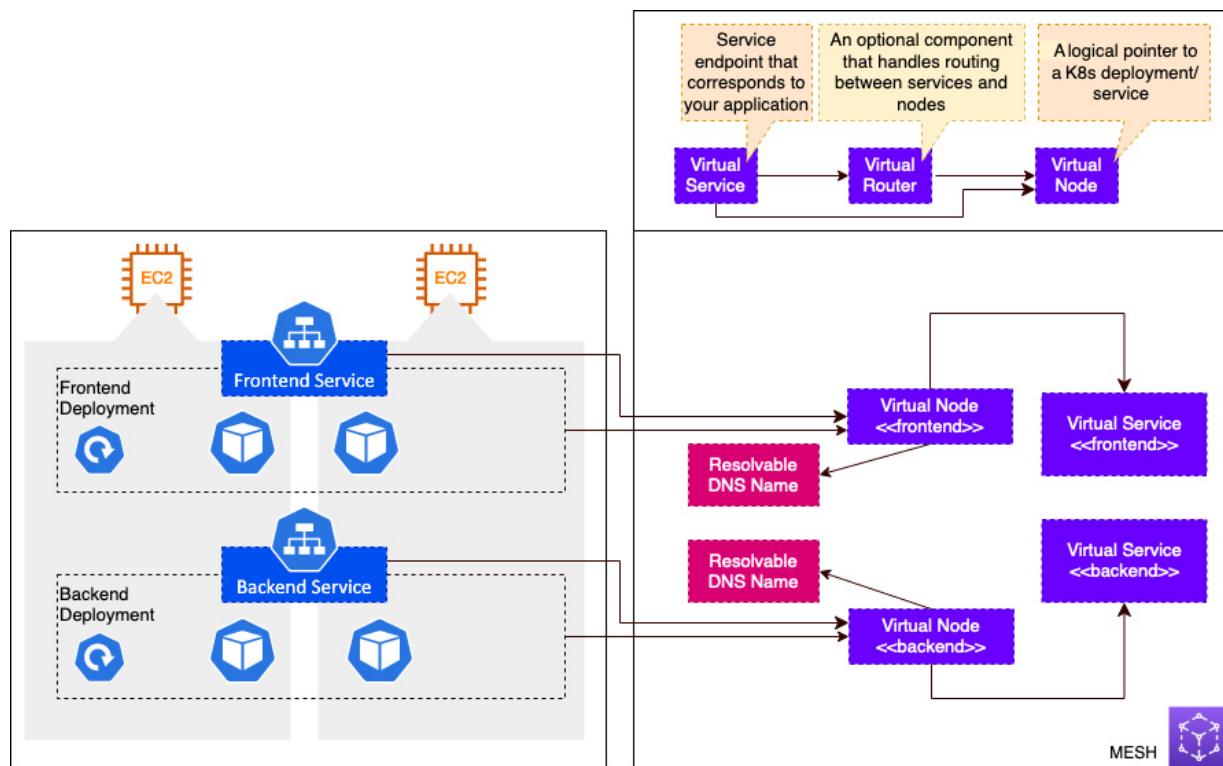 Service
endpoint that
corresponds to
your application
An optional component
that handles routing
between services and
nodes
A logical pointer to
a K8s deployment/
service
Virtual
Service
Virtual
Router
Virtual
Node
EC2
EC2
Frontend Service
Frontend
Deployment
Backend Service
Backend
Deployment
Virtual Node
<<frontend>>
Virtual Service
<<frontend>>
Resolvable
DNS Name
Resolvable
DNS Name
Virtual Service
<<backend>>
Virtual Node
<<backend>>
MESH